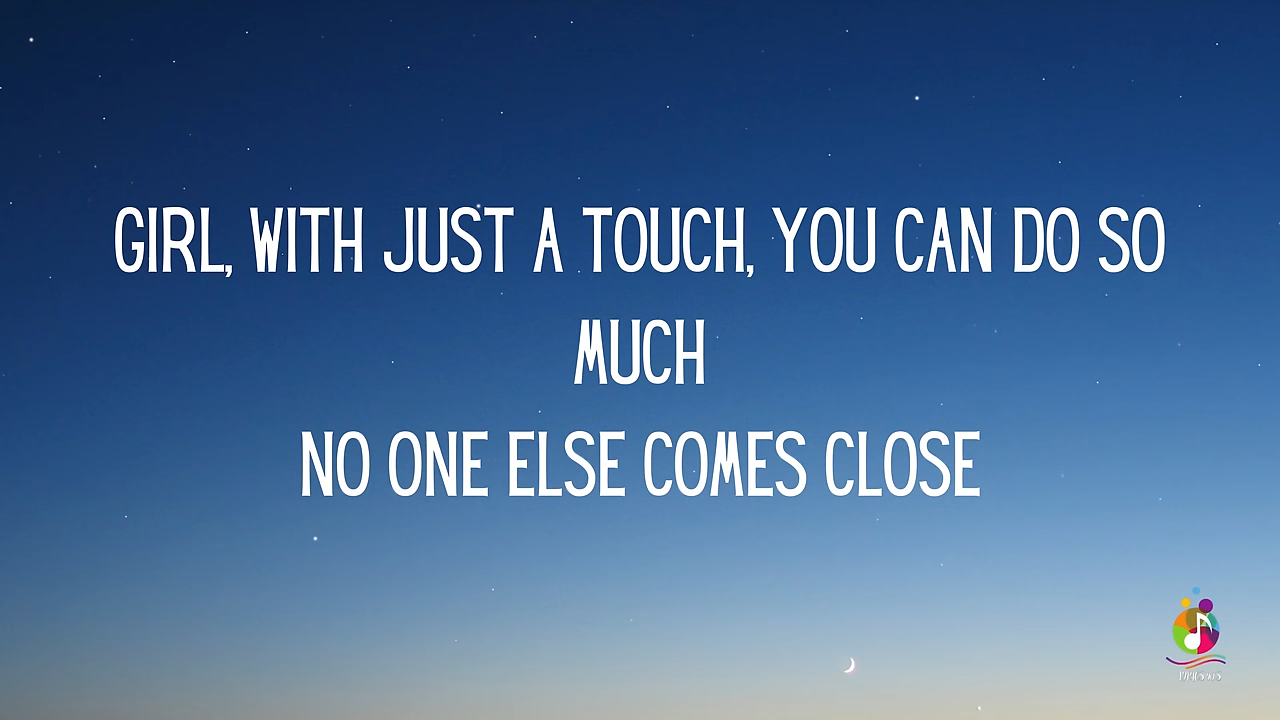 GIRL, WITH JUST A TOUCH, YOU CAN DO SO
MUCH
NO ONE ELSE COMES CLOSE